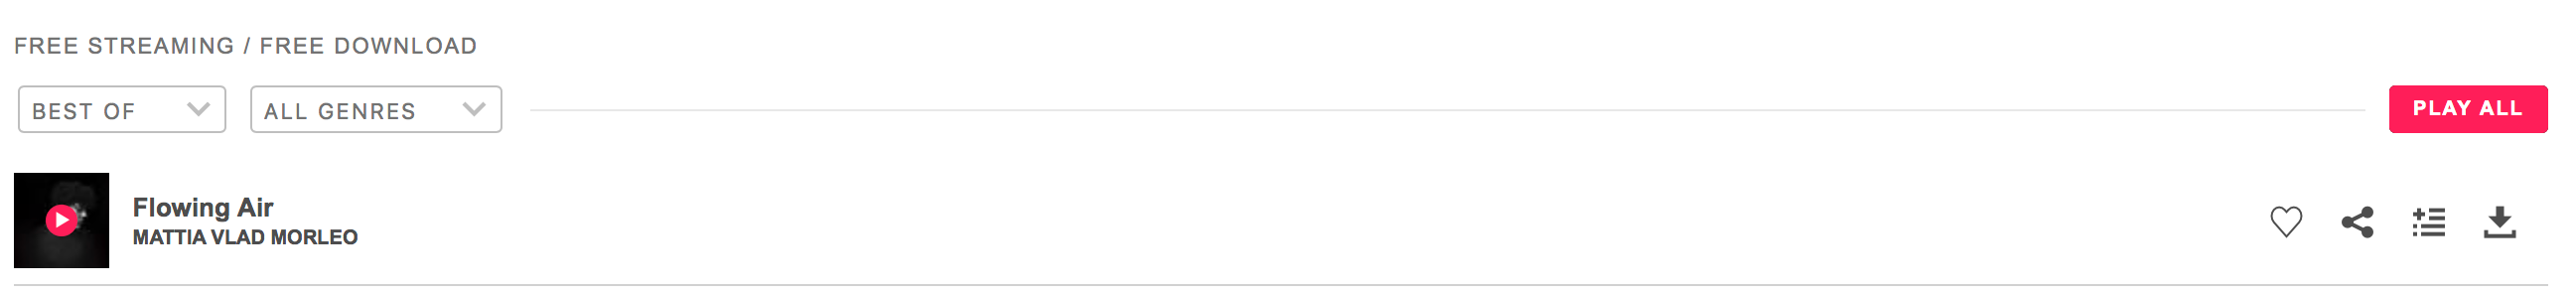 FREE STREAMING / FREE DOWNLOAD
BEST OF
ALL GENRES
PLAY ALL
Flowing Air
MATTIA VLAD MORLEO